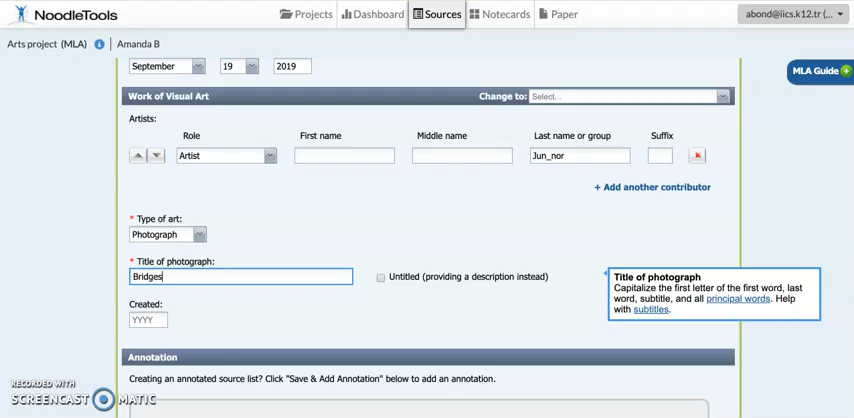 NoodleTools
Projects
Dashboard
Sources
Notecards
Paper
abond@iics.k12.tr (...
Arts project (MLA)
Amanda B
September
19
2019
MLA Guide
Work of Visual Art
Change to:
Select...
Artists:
Role
First name
Middle name
Last name or group
Suffix
Artist
Jun_nor
+ Add another contributor
* Type of art:
Photograph
* Title of photograph:
Bridges
Untitled (providing a description instead)
Title of photograph
Capitalize the first letter of the first word, last
word, subtitle, and all principal words. Help
with subtitles.
Created:
YYYY
Annotation
Creating an annotated source list? Click "Save & Add Annotation" below to add an annotation.
RECORDED WITH
SCREENCAST MATIC